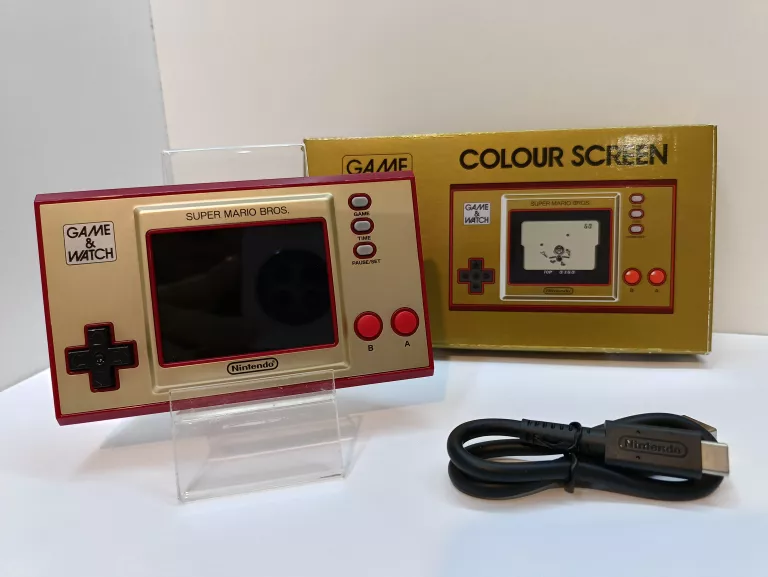 GAME
&
WATCH
SUPER MARIO BROS.
GAME
TIME
PAUSE/SET
B
A
Nintendo
GAME
COLOUR SCREEN
GAME
&
WATCH
SUPER MARIO BROS.
B
A
Nintendo
Nintendo